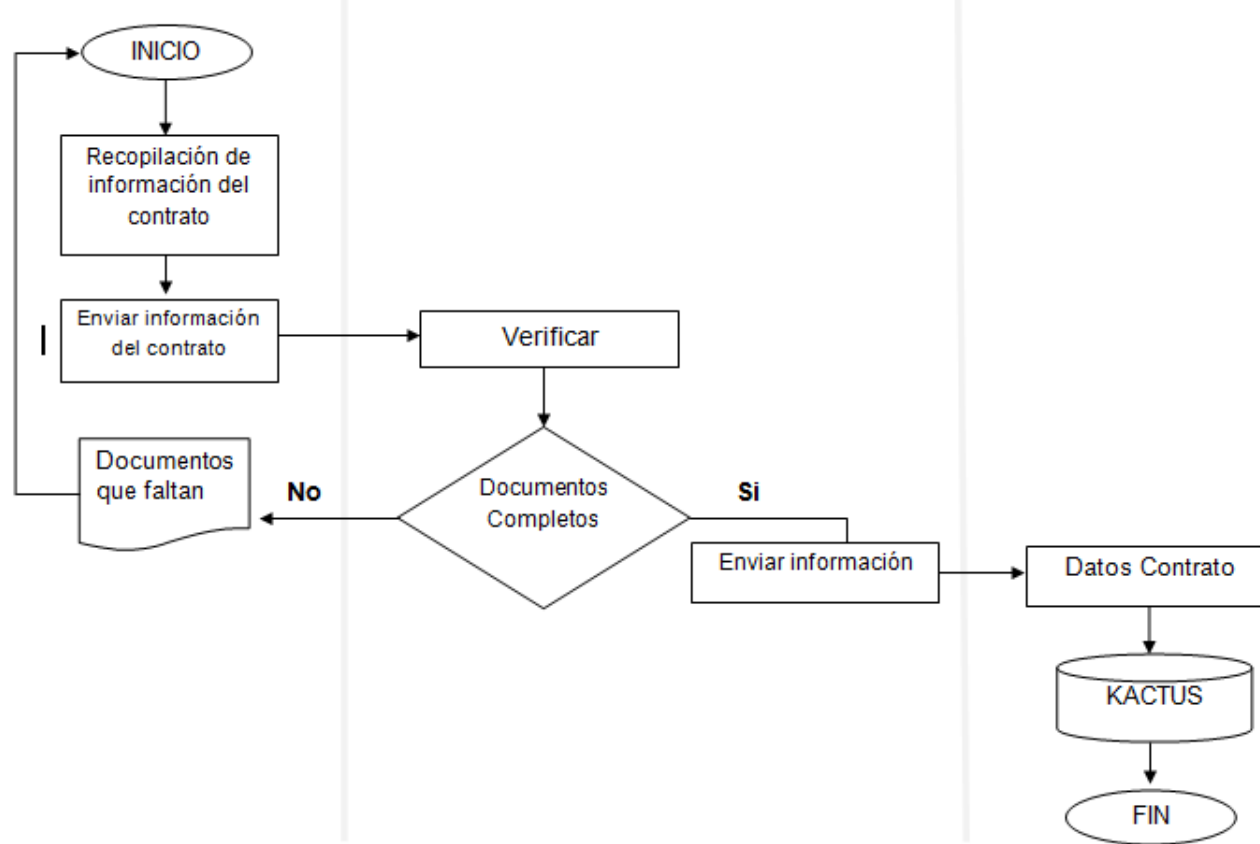 INICIO
Recopilación de
información del
contrato
Enviar información
del contrato
Verificar
Documentos
que faltan
No
Documentos
Completos
Si
Enviar información
Datos Contrato
KACTUS
FIN